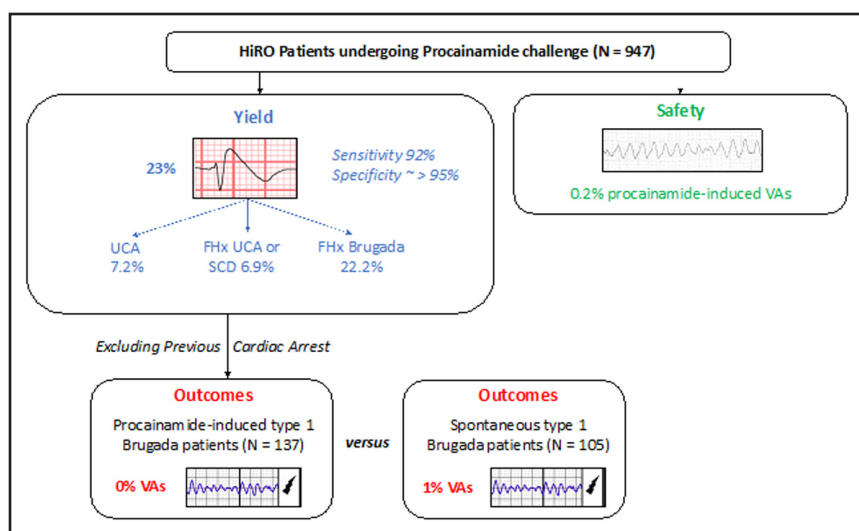 HiRO Patients undergoing Procainamide challenge (N = 947)
Yield
23%
Sensitivity 92%
Specificity ~ > 95%
UCA
7.2%
FHx UCA or
SCD 6.9%
FHx Brugada
22.2%
Safety
0.2% procainamide-induced VAs
Excluding Previous Cardiac Arrest
Outcomes
Procainamide-induced type 1
Brugada patients (N = 137)
0% VAs
versus
Outcomes
Spontaneous type 1
Brugada patients (N = 105)
1% VAs